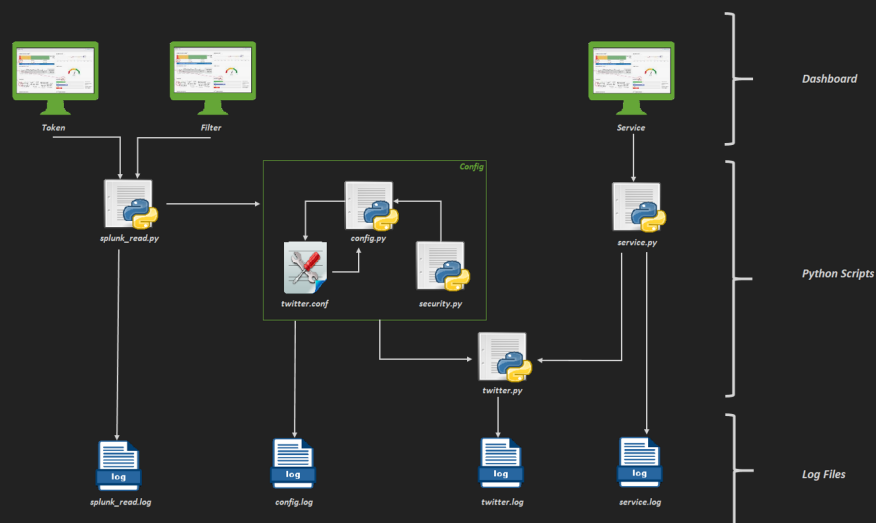 Dashboard
Token
Filter
Service
Config
splunk_read.py
config.py
service.py
Python Scripts
twitter.conf
security.py
twitter.py
log
log
log
log
Log Files
splunk_read.log
config.log
twitter.log
service.log